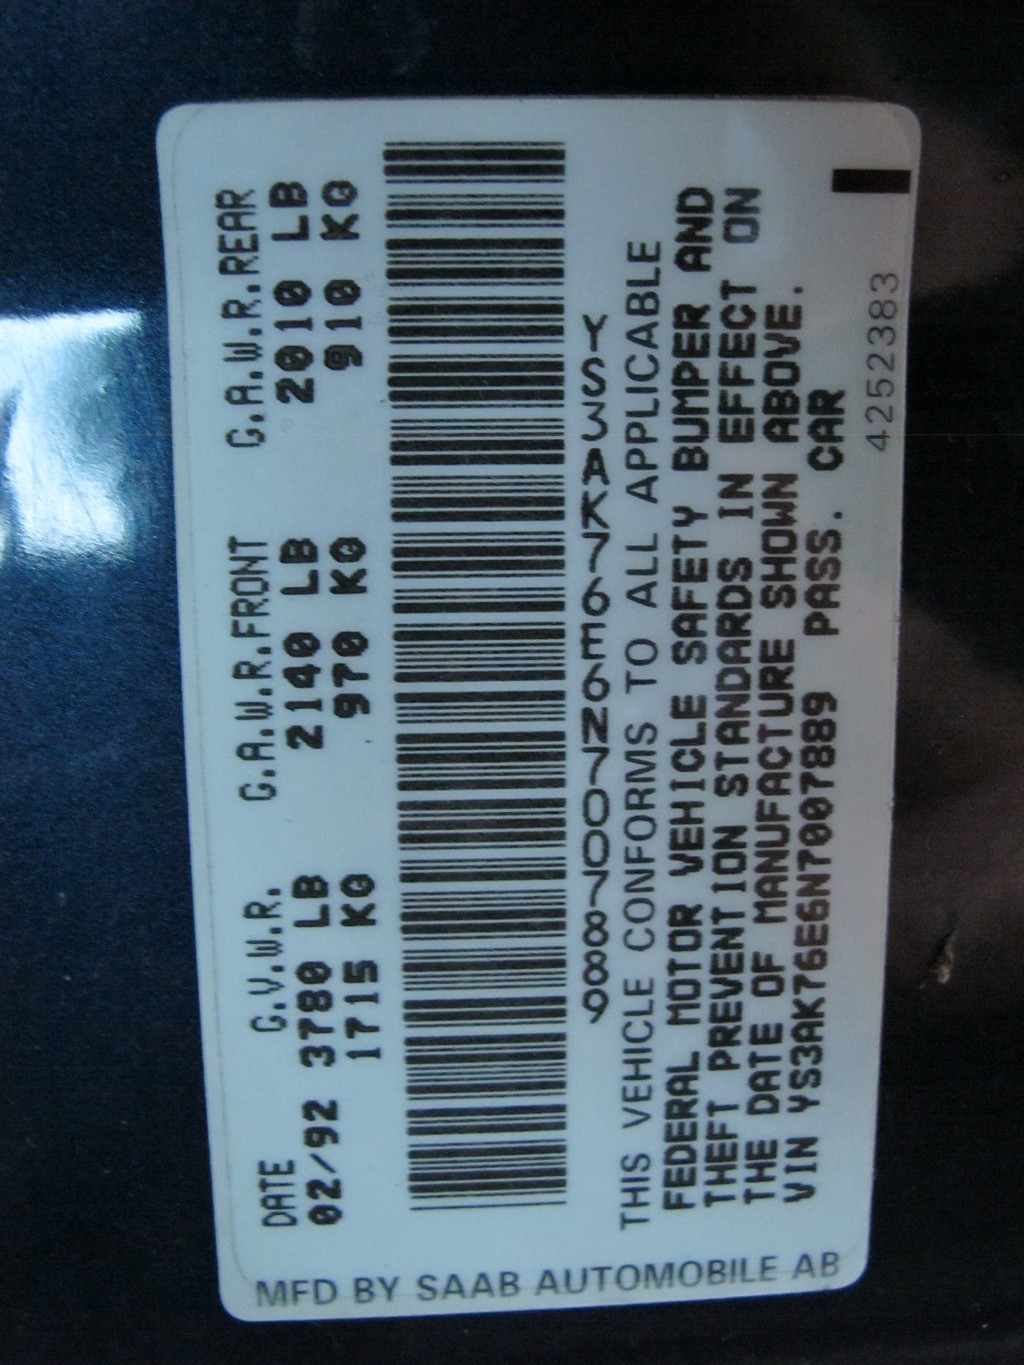 MFD BY SAAB AUTOMOBILE AB
DATE G.V.W.R. G.A.W.R.FRONT G.A.W.R.REAR
02/92 3780 LB 2140 LB 2010 LB
1715 KG 970 KG 910 KG
YS3AK76E6N7007889
THIS VEHICLE CONFORMS TO ALL APPLICABLE
FEDERAL MOTOR VEHICLE SAFETY BUMPER AND
THEFT PREVENTION STANDARDS IN EFFECT ON
THE DATE OF MANUFACTURE SHOWN ABOVE.
VIN YS3AK76E6N7007889 PASS. CAR
4252383